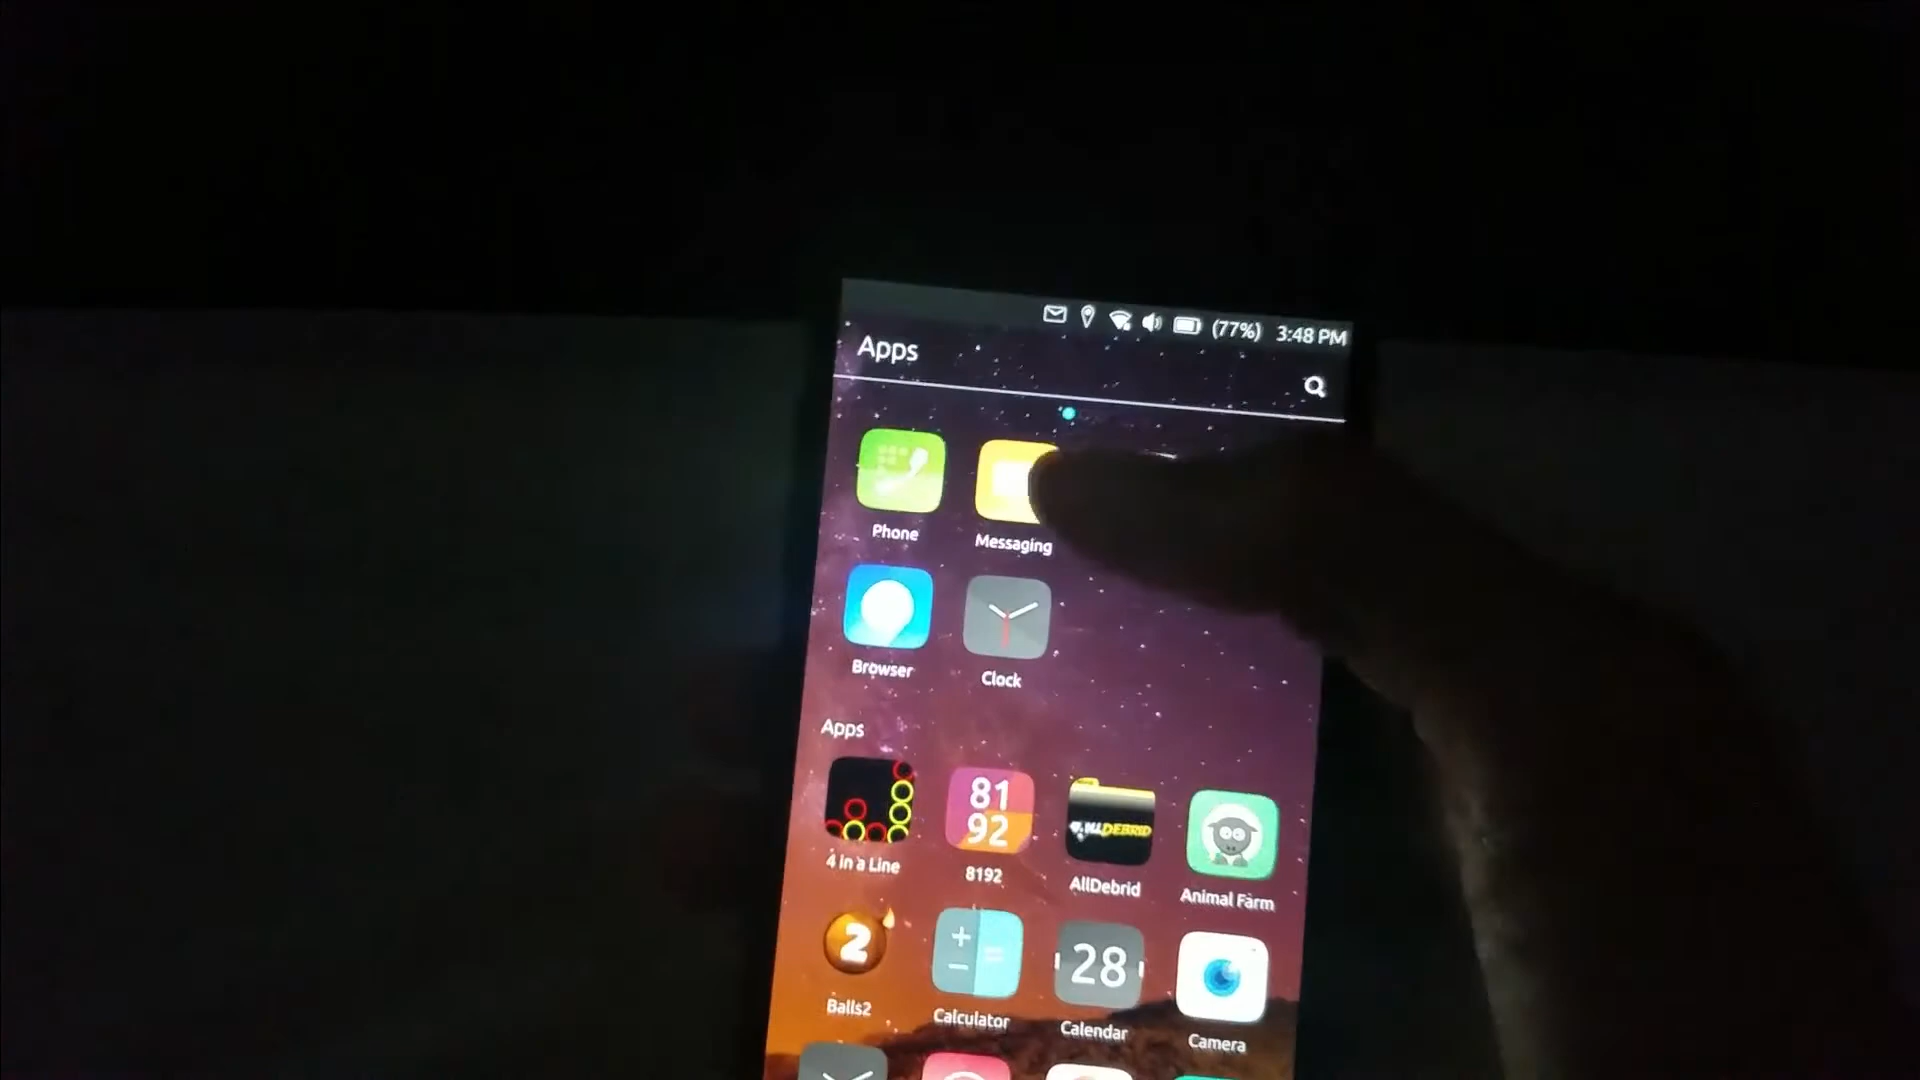 (77%) 3:48 PM
Apps
Phone Messaging
Browser Clock
Apps
81
92
ALLDEBRID
4 in a Line 8192 AllDebrid Animal Farm
2
28
Balls2 Calculator Calendar Camera